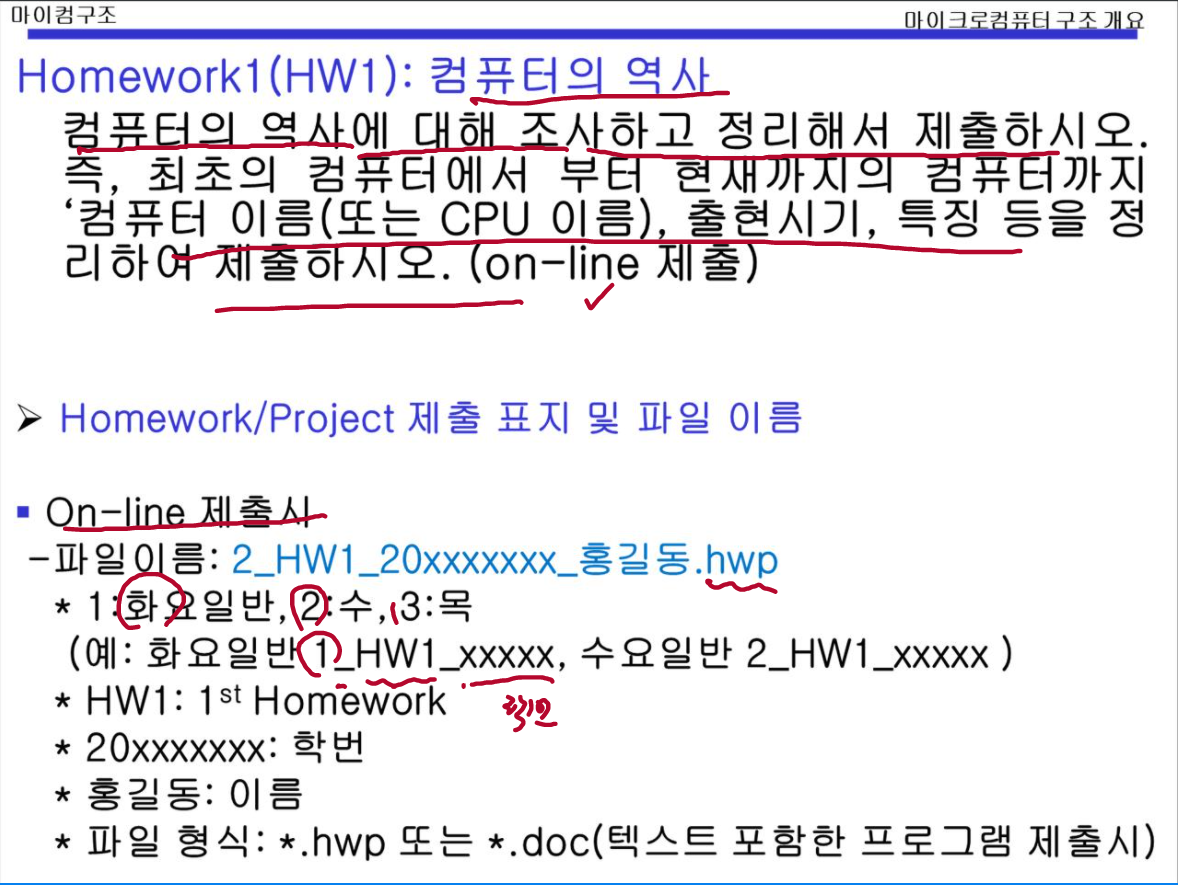 마이컴구조
마이크로컴퓨터 구조 개요
Homework1(HW1): 컴퓨터의 역사
컴퓨터의 역사에 대해 조사하고 정리해서 제출하시오.
즉, 최초의 컴퓨터에서 부터 현재까지의 컴퓨터까지
‘컴퓨터 이름(또는 CPU 이름), 출현시기, 특징 등을 정
리하여 제출하시오. (on-line 제출)
➢ Homework/Project 제출 표지 및 파일 이름
▪ On-line 제출시
-파일이름: 2_HW1_20xxxxxxx_홍길동.hwp
* 1:화요일반, 2:수, 3:목
(예: 화요일반 1_HW1_xxxxx, 수요일반 2_HW1_xxxxx )
* HW1: 1st Homework
학번
* 20xxxxxxx: 학번
* 홍길동: 이름
* 파일 형식: *.hwp 또는 *.doc(텍스트 포함한 프로그램 제출시)